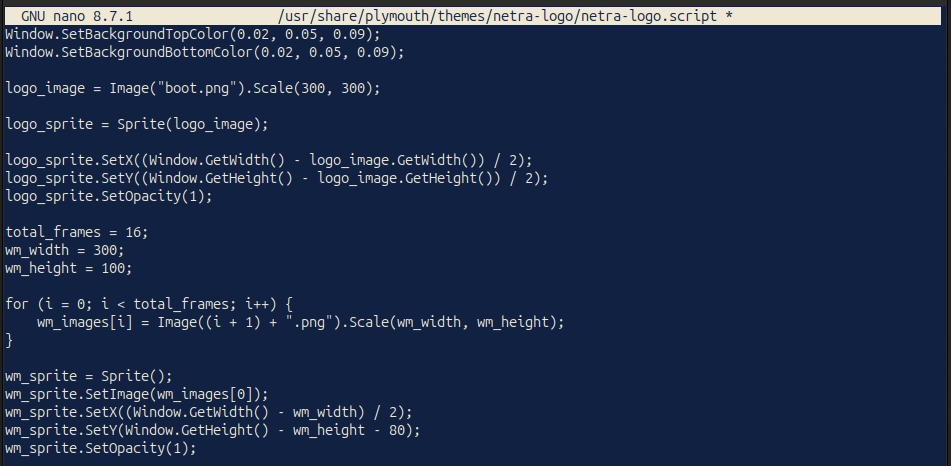 GNU nano 8.7.1 /usr/share/plymouth/themes/netra-logo/netra-logo.script *
Window.SetBackgroundTopColor(0.02, 0.05, 0.09);
Window.SetBackgroundBottomColor(0.02, 0.05, 0.09);
logo_image = Image("boot.png").Scale(300, 300);
logo_sprite = Sprite(logo_image);
logo_sprite.SetX((Window.GetWidth() - logo_image.GetWidth()) / 2);
logo_sprite.SetY((Window.GetHeight() - logo_image.GetHeight()) / 2);
logo_sprite.SetOpacity(1);
total_frames = 16;
wm_width = 300;
wm_height = 100;
for (i = 0; i < total_frames; i++) {
    wm_images[i] = Image((i + 1) + ".png").Scale(wm_width, wm_height);
}
wm_sprite = Sprite();
wm_sprite.SetImage(wm_images[0]);
wm_sprite.SetX((Window.GetWidth() - wm_width) / 2);
wm_sprite.SetY(Window.GetHeight() - wm_height - 80);
wm_sprite.SetOpacity(1);